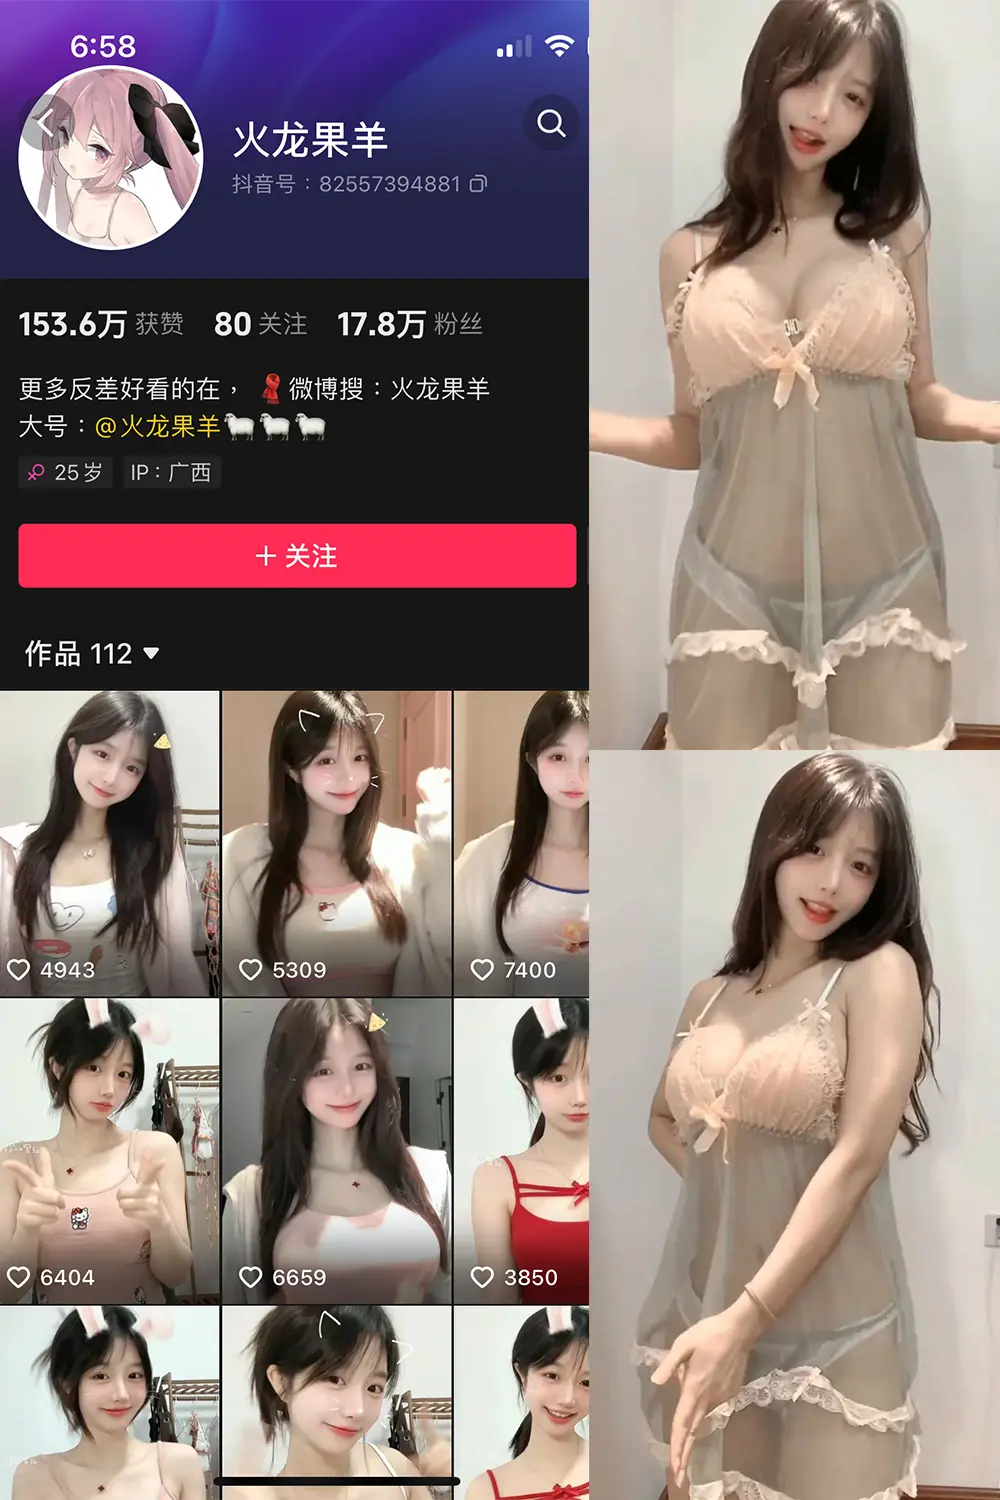 6:58
火龙果羊
抖音号：82557394881
153.6万 获赞 80 关注 17.8万 粉丝
更多反差好看的在，🧣微博搜：火龙果羊
大号：@火龙果羊🐑🐑🐑
25岁 IP：广西
＋ 关注
作品 112
4943
5309
7400
6404
6659
3850